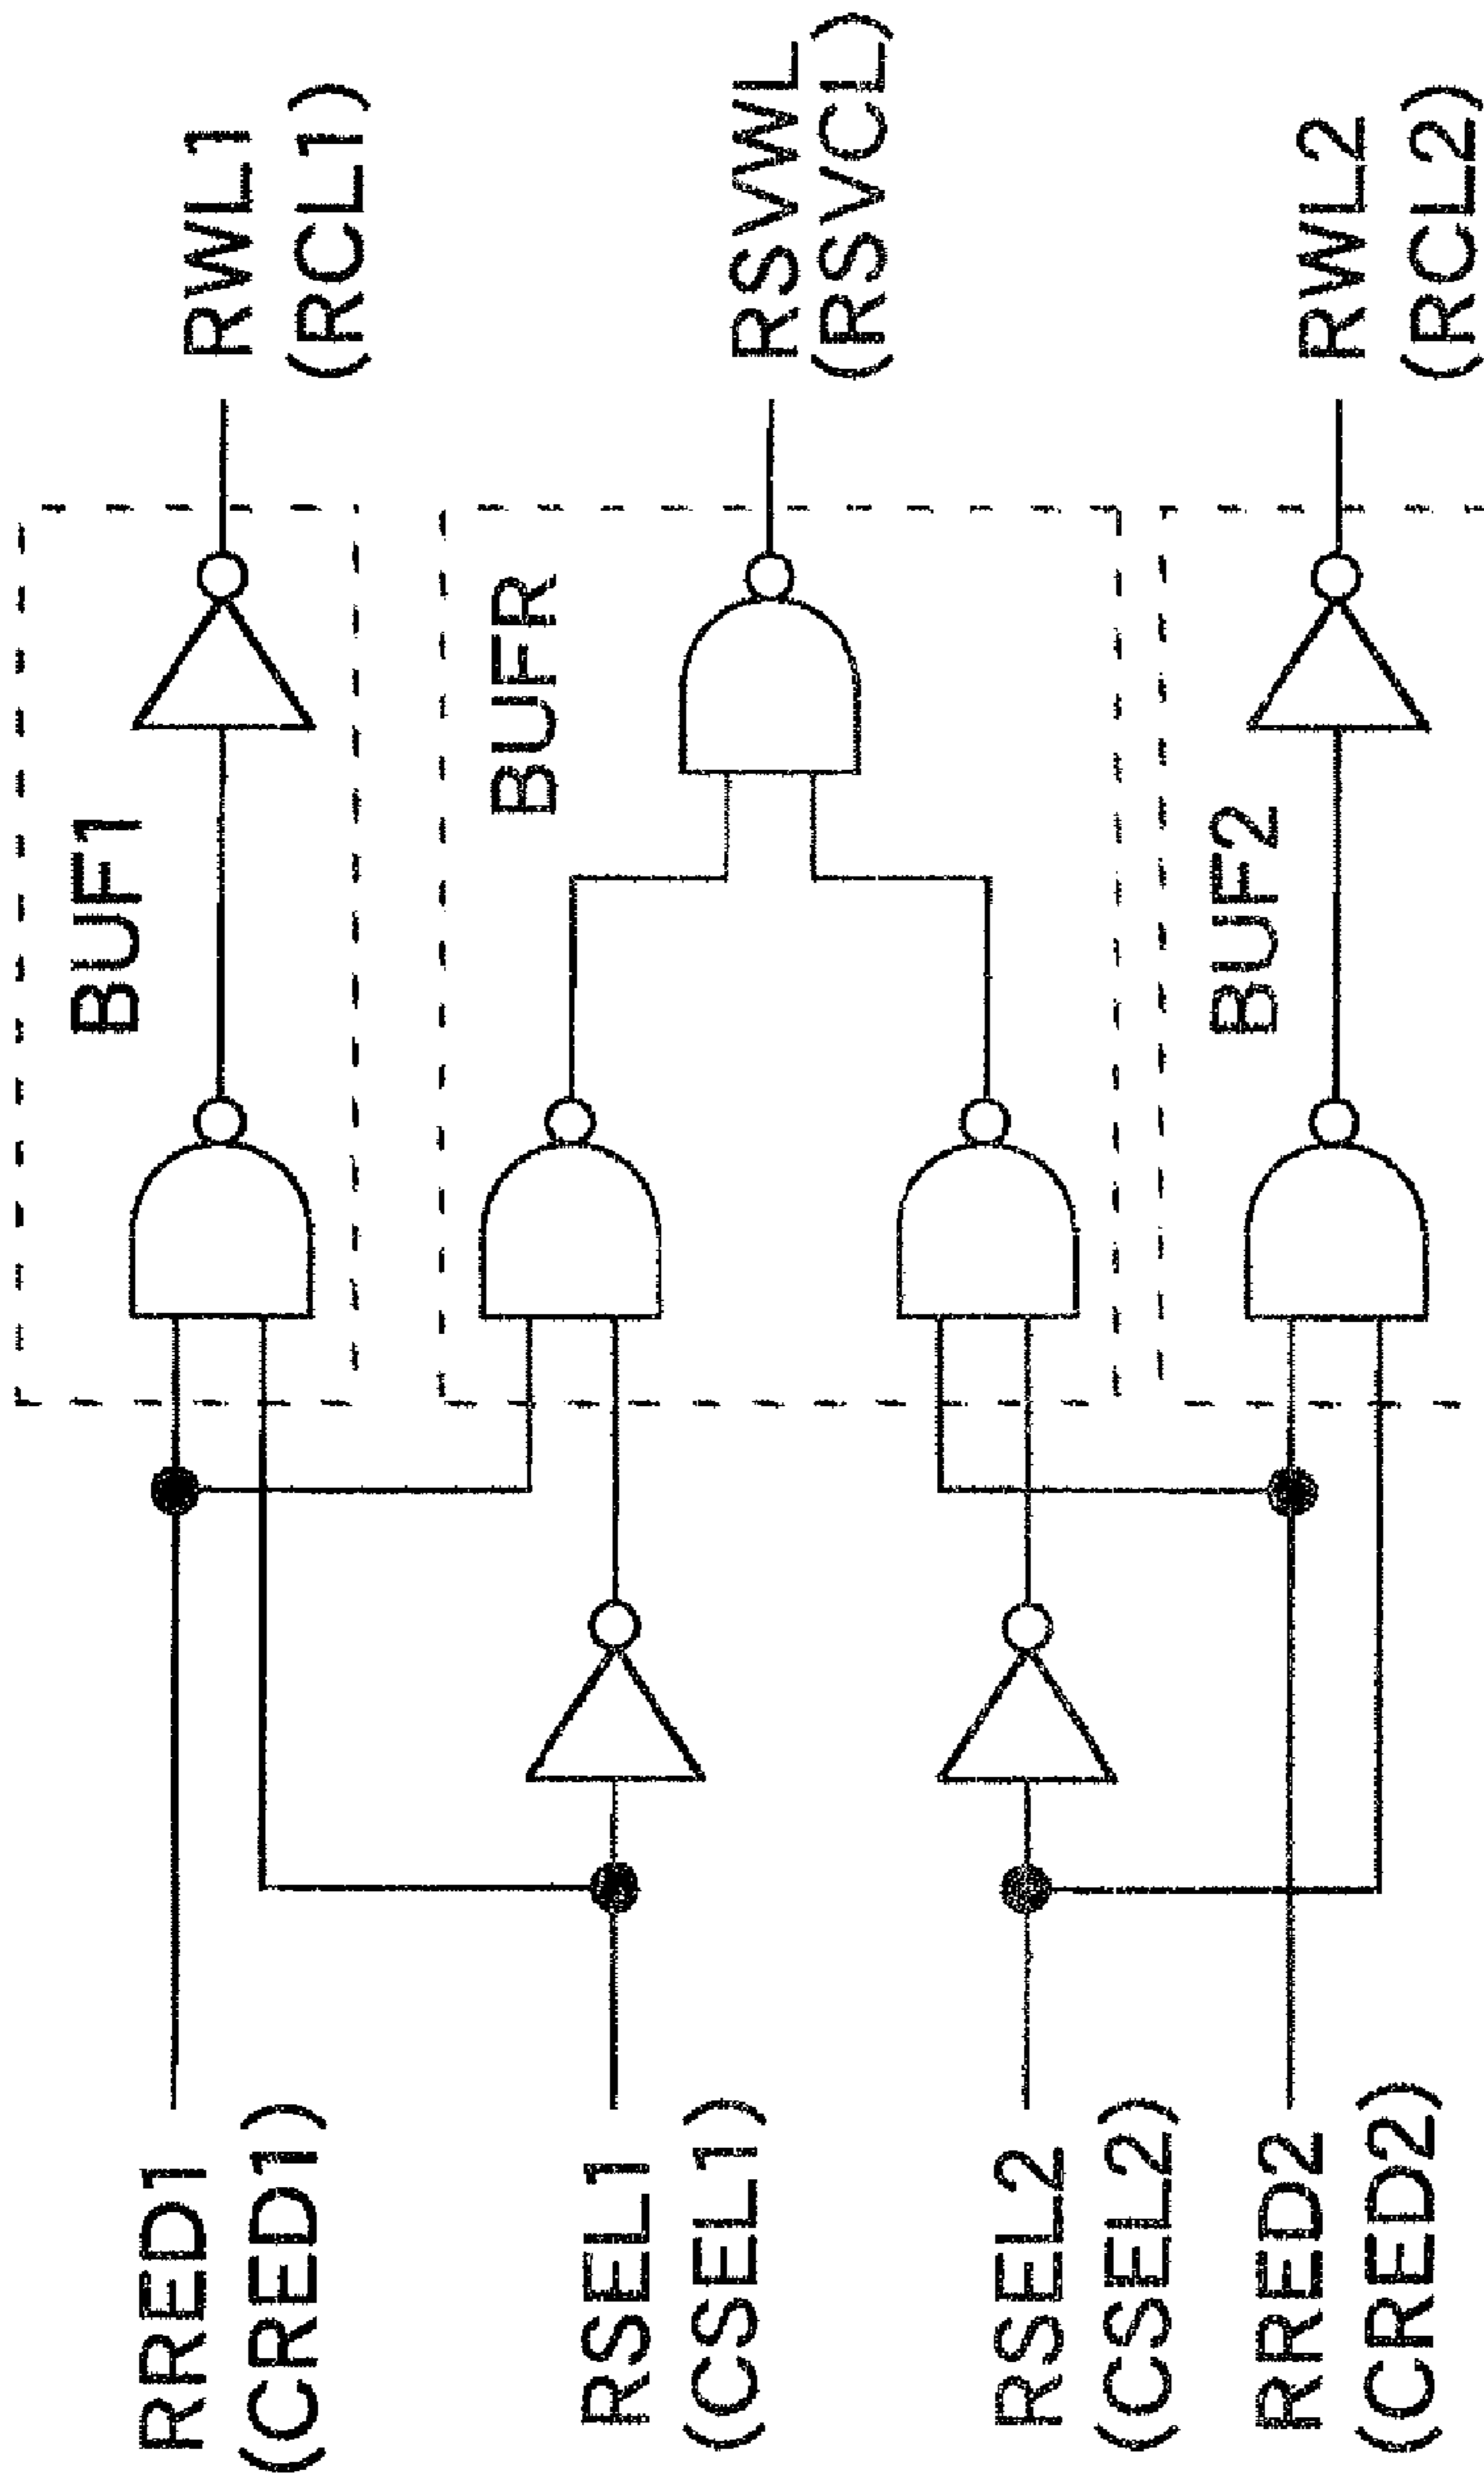 RRED1
(CRED1)
RSEL1
(CSEL1)
RSEL2
(CSEL2)
RRED2
(CRED2)
BUF1
BUFR
BUF2
RWL1
(RCL1)
RSVWL
(RSVCL)
RWL2
(RCL2)